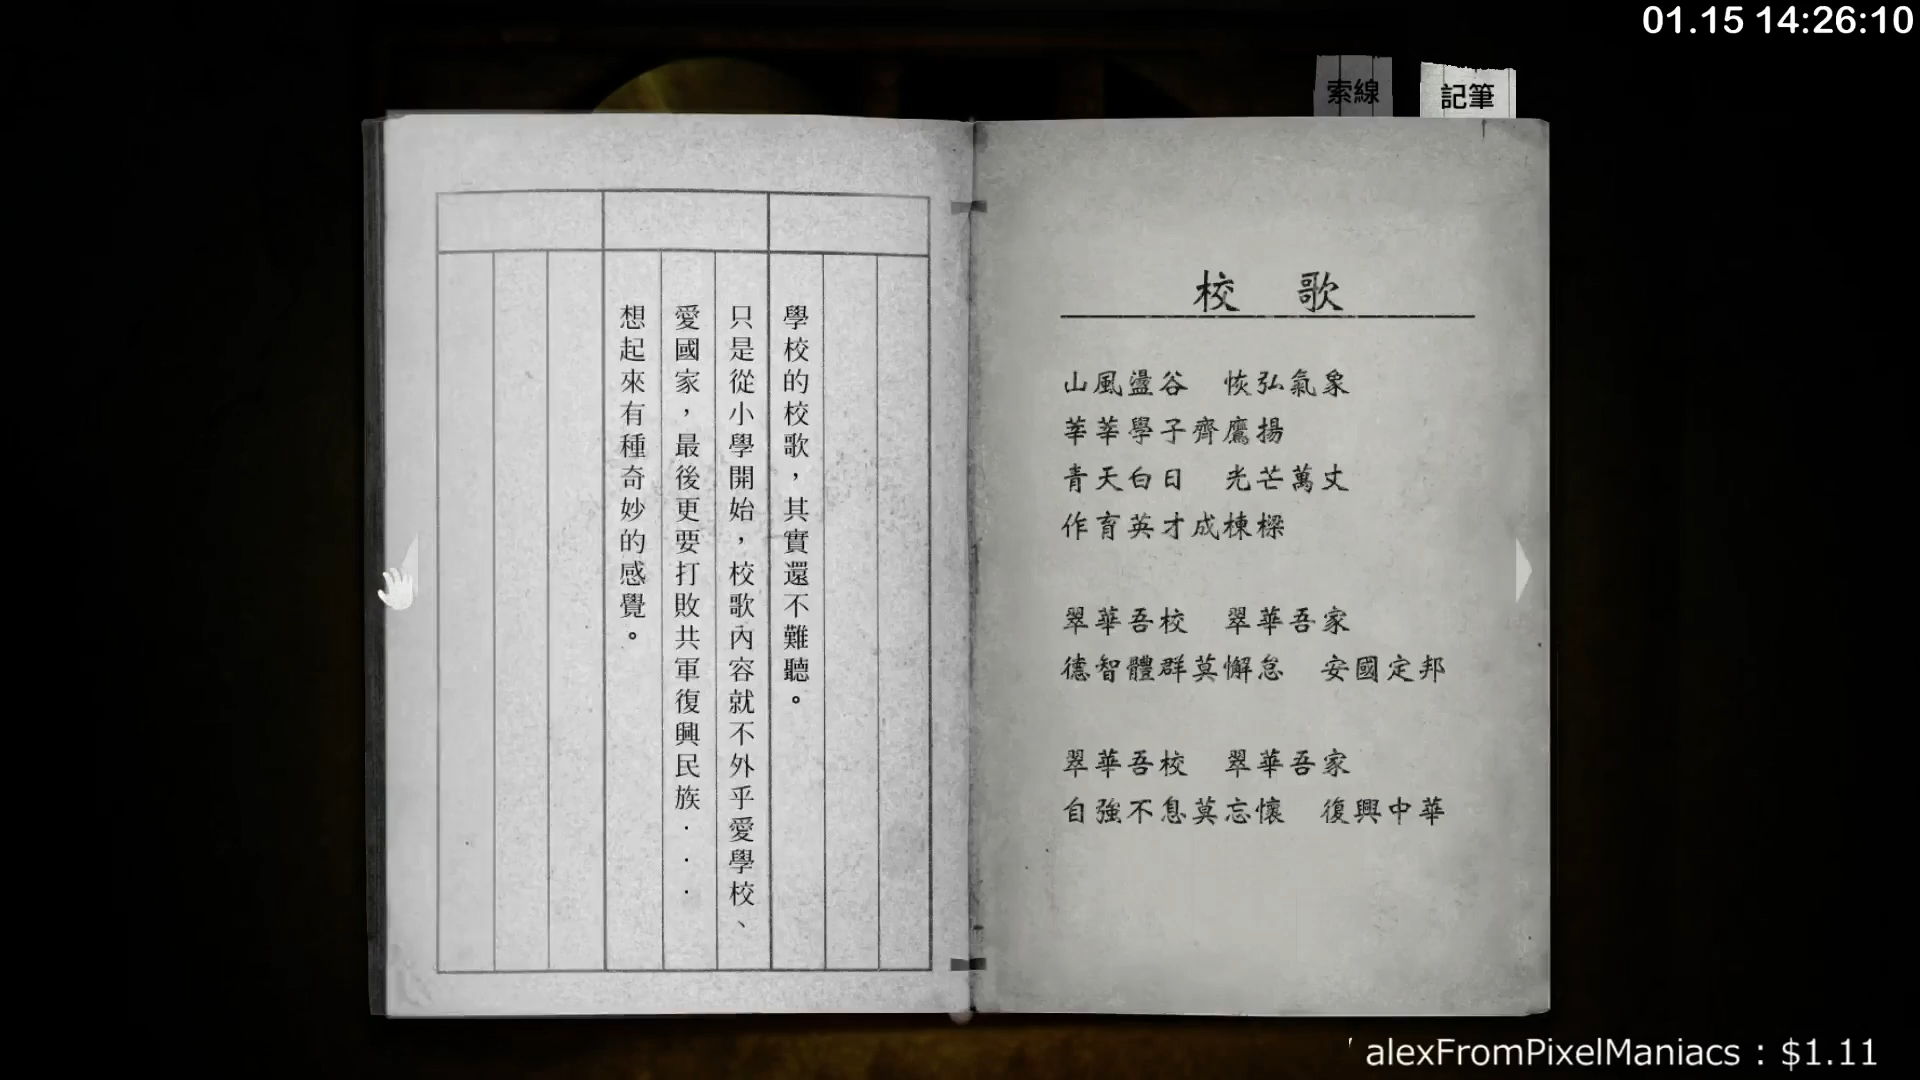 01.15 14:26:10
索線
記筆
學校的校歌，其實還不難聽。
只是從小學開始，校歌內容就不外乎愛學校、
愛國家，最後更要打敗共軍復興民族...
想起來有種奇妙的感覺。
校 歌
山風盪谷 恢弘氣象
莘莘學子齊鷹揚
青天白日 光芒萬丈
作育英才成棟樑
翠華吾校 翠華吾家
德智體群莫懈怠 安國定邦
翠華吾校 翠華吾家
自強不息莫忘懷 復興中華
alexFromPixelManiacs : $1.11